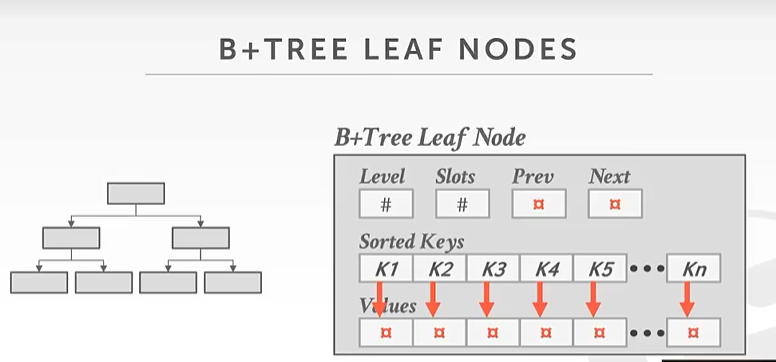 B+TREE LEAF NODES
B+Tree Leaf Node
Level Slots Prev Next
# # ¤ ¤
Sorted Keys
K1 K2 K3 K4 K5 ••• Kn
Values
¤ ¤ ¤ ¤ ¤ ••• ¤